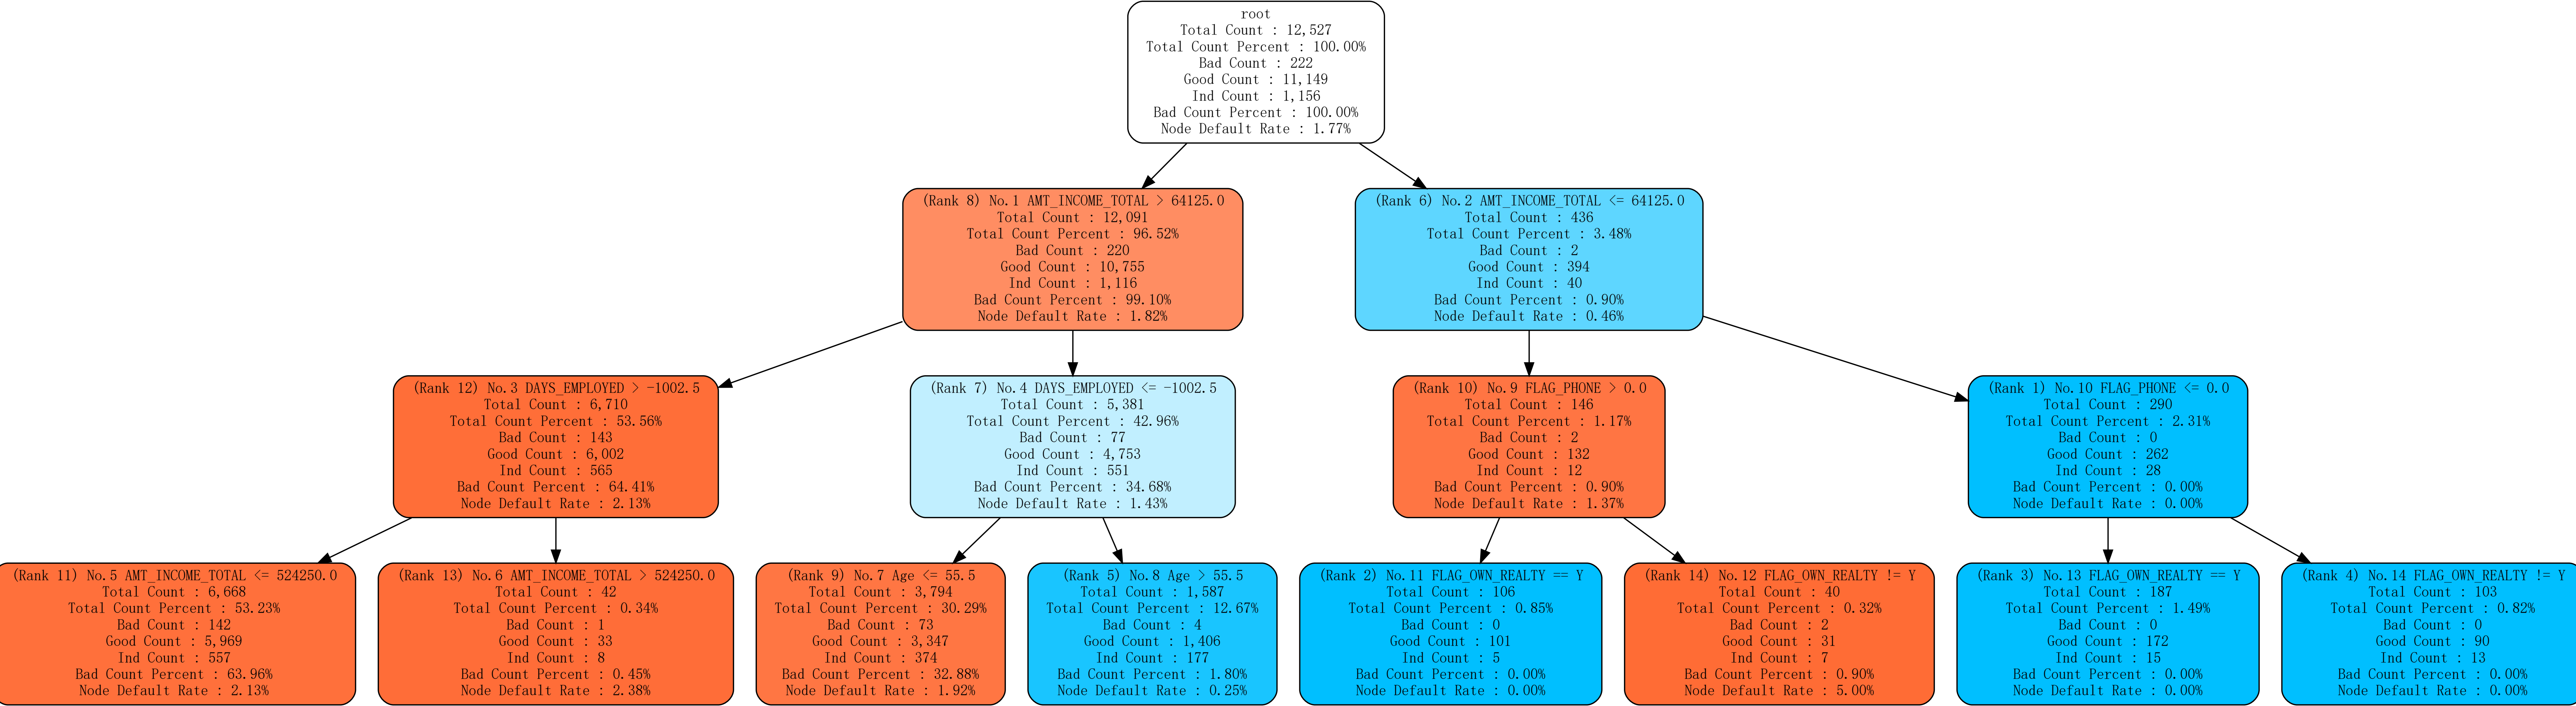 root
Total Count : 12,527
Total Count Percent : 100.00%
Bad Count : 222
Good Count : 11,149
Ind Count : 1,156
Bad Count Percent : 100.00%
Node Default Rate : 1.77%
(Rank 8) No.1 AMT_INCOME_TOTAL > 64125.0
Total Count : 12,091
Total Count Percent : 96.52%
Bad Count : 220
Good Count : 10,755
Ind Count : 1,116
Bad Count Percent : 99.10%
Node Default Rate : 1.82%
(Rank 6) No.2 AMT_INCOME_TOTAL <= 64125.0
Total Count : 436
Total Count Percent : 3.48%
Bad Count : 2
Good Count : 394
Ind Count : 40
Bad Count Percent : 0.90%
Node Default Rate : 0.46%
(Rank 12) No.3 DAYS_EMPLOYED > -1002.5
Total Count : 6,710
Total Count Percent : 53.56%
Bad Count : 143
Good Count : 6,002
Ind Count : 565
Bad Count Percent : 64.41%
Node Default Rate : 2.13%
(Rank 7) No.4 DAYS_EMPLOYED <= -1002.5
Total Count : 5,381
Total Count Percent : 42.96%
Bad Count : 77
Good Count : 4,753
Ind Count : 551
Bad Count Percent : 34.68%
Node Default Rate : 1.43%
(Rank 10) No.9 FLAG_PHONE > 0.0
Total Count : 146
Total Count Percent : 1.17%
Bad Count : 2
Good Count : 132
Ind Count : 12
Bad Count Percent : 0.90%
Node Default Rate : 1.37%
(Rank 1) No.10 FLAG_PHONE <= 0.0
Total Count : 290
Total Count Percent : 2.31%
Bad Count : 0
Good Count : 262
Ind Count : 28
Bad Count Percent : 0.00%
Node Default Rate : 0.00%
(Rank 11) No.5 AMT_INCOME_TOTAL <= 524250.0
Total Count : 6,668
Total Count Percent : 53.23%
Bad Count : 142
Good Count : 5,969
Ind Count : 557
Bad Count Percent : 63.96%
Node Default Rate : 2.13%
(Rank 13) No.6 AMT_INCOME_TOTAL > 524250.0
Total Count : 42
Total Count Percent : 0.34%
Bad Count : 1
Good Count : 33
Ind Count : 8
Bad Count Percent : 0.45%
Node Default Rate : 2.38%
(Rank 9) No.7 Age <= 55.5
Total Count : 3,794
Total Count Percent : 30.29%
Bad Count : 73
Good Count : 3,347
Ind Count : 374
Bad Count Percent : 32.88%
Node Default Rate : 1.92%
(Rank 5) No.8 Age > 55.5
Total Count : 1,587
Total Count Percent : 12.67%
Bad Count : 4
Good Count : 1,406
Ind Count : 177
Bad Count Percent : 1.80%
Node Default Rate : 0.25%
(Rank 2) No.11 FLAG_OWN_REALTY == Y
Total Count : 106
Total Count Percent : 0.85%
Bad Count : 0
Good Count : 101
Ind Count : 5
Bad Count Percent : 0.00%
Node Default Rate : 0.00%
(Rank 14) No.12 FLAG_OWN_REALTY != Y
Total Count : 40
Total Count Percent : 0.32%
Bad Count : 2
Good Count : 31
Ind Count : 7
Bad Count Percent : 0.90%
Node Default Rate : 5.00%
(Rank 3) No.13 FLAG_OWN_REALTY == Y
Total Count : 187
Total Count Percent : 1.49%
Bad Count : 0
Good Count : 172
Ind Count : 15
Bad Count Percent : 0.00%
Node Default Rate : 0.00%
(Rank 4) No.14 FLAG_OWN_REALTY != Y
Total Count : 103
Total Count Percent : 0.82%
Bad Count : 0
Good Count : 90
Ind Count : 13
Bad Count Percent : 0.00%
Node Default Rate : 0.00%